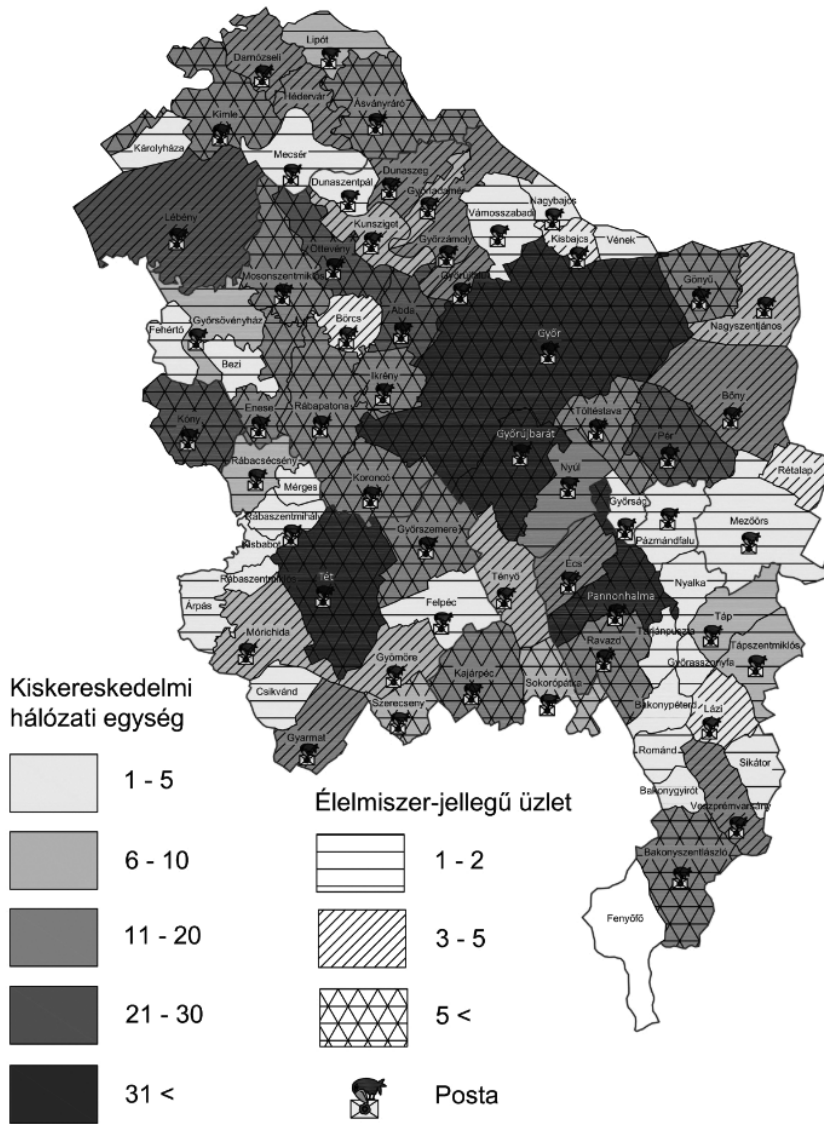 Lipót
Darnózseli
Hédervár
Ásványráró
Kimle
Károlyháza
Mecsér
Dunaszeg
Dunaszentpál
Győrladamér
Nagybajcs
Vámosszabadi
Lébény
Kunsziget
Kisbajcs
Vének
Győrzámoly
Öttevény
Mosonszentmiklós
Győrújfalu
Gönyű
Abda
Börcs
Győrsövényház
Fehértó
Nagyszentjános
Győr
Bezi
Ikrény
Bőny
Enese
Rábapatona
Töltéstava
Kóny
Győrújbarát
Pér
Rábacsécsény
Rétalap
Koroncó
Nyúl
Mérges
Győrság
Rábaszentmihály
Mezőörs
Győrszemere
Pázmándfalu
Kisbabot
Tényő
Écs
Rábaszentmiklós
Tét
Nyalka
Árpás
Felpéc
Pannonhalma
Táp
Mórichida
Tarjánpuszta
Ravazd
Tápszentmiklós
Gyömöre
Kajárpéc
Győrasszonyfa
Sokorópátka
Csikvánd
Bakonypéterd
Szerecseny
Lázi
Gyarmat
Románd
Sikátor
Bakonygyirót
Veszprémvarsány
Bakonyszentlászló
Fenyőfő
Kiskereskedelmi
hálózati egység
1 - 5
6 - 10
11 - 20
21 - 30
31 <
Élelmiszer-jellegű üzlet
1 - 2
3 - 5
5 <
Posta